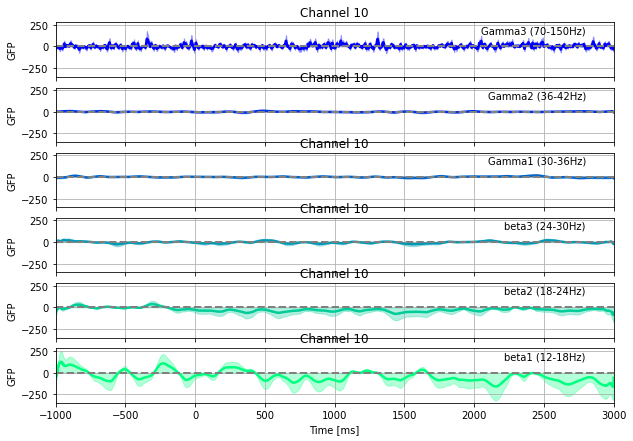 Channel 10
250
Gamma3 (70-150Hz)
GFP
0
−250
Channel 10
250
Gamma2 (36-42Hz)
GFP
0
−250
Channel 10
250
Gamma1 (30-36Hz)
GFP
0
−250
Channel 10
250
beta3 (24-30Hz)
GFP
0
−250
Channel 10
250
beta2 (18-24Hz)
GFP
0
−250
Channel 10
250
beta1 (12-18Hz)
GFP
0
−250
−1000 −500 0 500 1000 1500 2000 2500 3000
Time [ms]